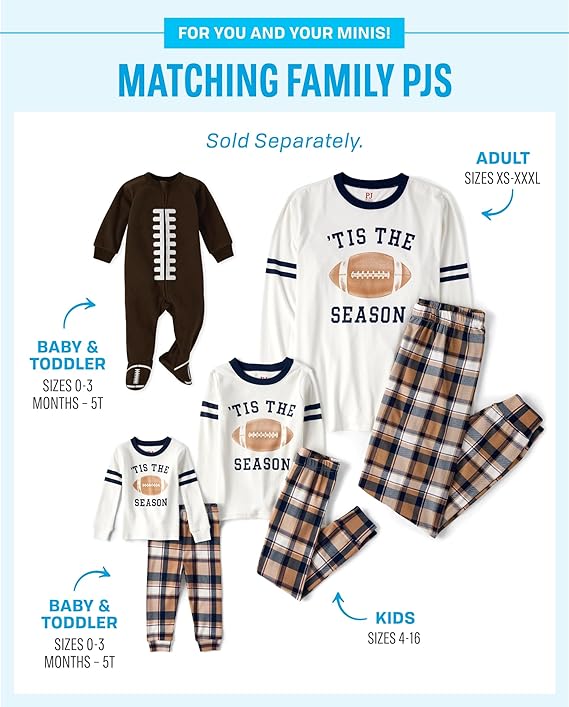 FOR YOU AND YOUR MINIS!
MATCHING FAMILY PJS
Sold Separately.
ADULT
SIZES XS-XXXL
'TIS THE
SEASON
BABY &
TODDLER
SIZES 0-3
MONTHS – 5T
'TIS THE
SEASON
'TIS THE
SEASON
BABY &
TODDLER
SIZES 0-3
MONTHS – 5T
KIDS
SIZES 4-16